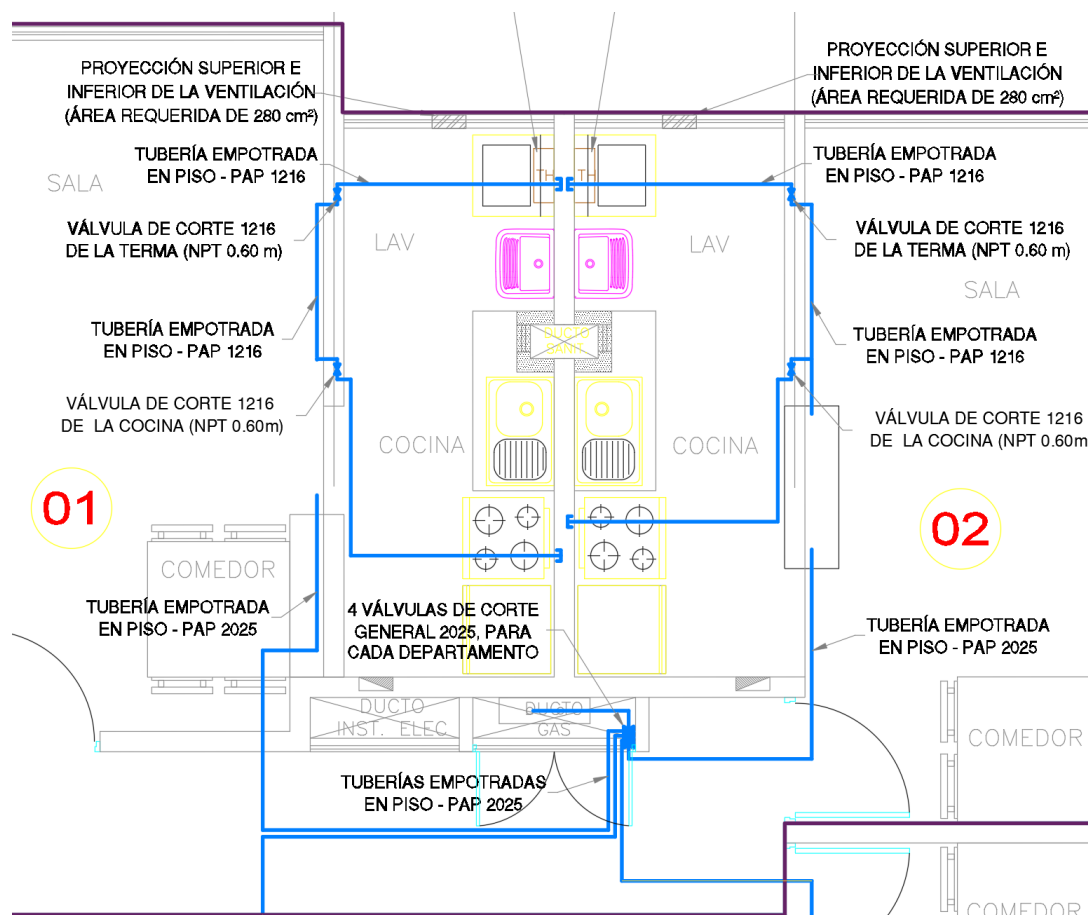 PROYECCIÓN SUPERIOR E
INFERIOR DE LA VENTILACIÓN
(ÁREA REQUERIDA DE 280 cm²)
PROYECCIÓN SUPERIOR E
INFERIOR DE LA VENTILACIÓN
(ÁREA REQUERIDA DE 280 cm²)
TUBERÍA EMPOTRADA
EN PISO - PAP 1216
TUBERÍA EMPOTRADA
EN PISO - PAP 1216
SALA
TH
TH
VÁLVULA DE CORTE 1216
DE LA TERMA (NPT 0.60 m)
LAV
LAV
VÁLVULA DE CORTE 1216
DE LA TERMA (NPT 0.60 m)
SALA
TUBERÍA EMPOTRADA
EN PISO - PAP 1216
DUCTO
SANIT.
TUBERÍA EMPOTRADA
EN PISO - PAP 1216
VÁLVULA DE CORTE 1216
DE LA COCINA (NPT 0.60m)
COCINA
COCINA
VÁLVULA DE CORTE 1216
DE LA COCINA (NPT 0.60m
01
02
COMEDOR
TUBERÍA EMPOTRADA
EN PISO - PAP 2025
4 VÁLVULAS DE CORTE
GENERAL 2025, PARA
CADA DEPARTAMENTO
TUBERÍA EMPOTRADA
EN PISO - PAP 2025
DUCTO
INST. ELEC
DUCTO
GAS
COMEDOR
TUBERÍAS EMPOTRADAS
EN PISO - PAP 2025
COMEDOR